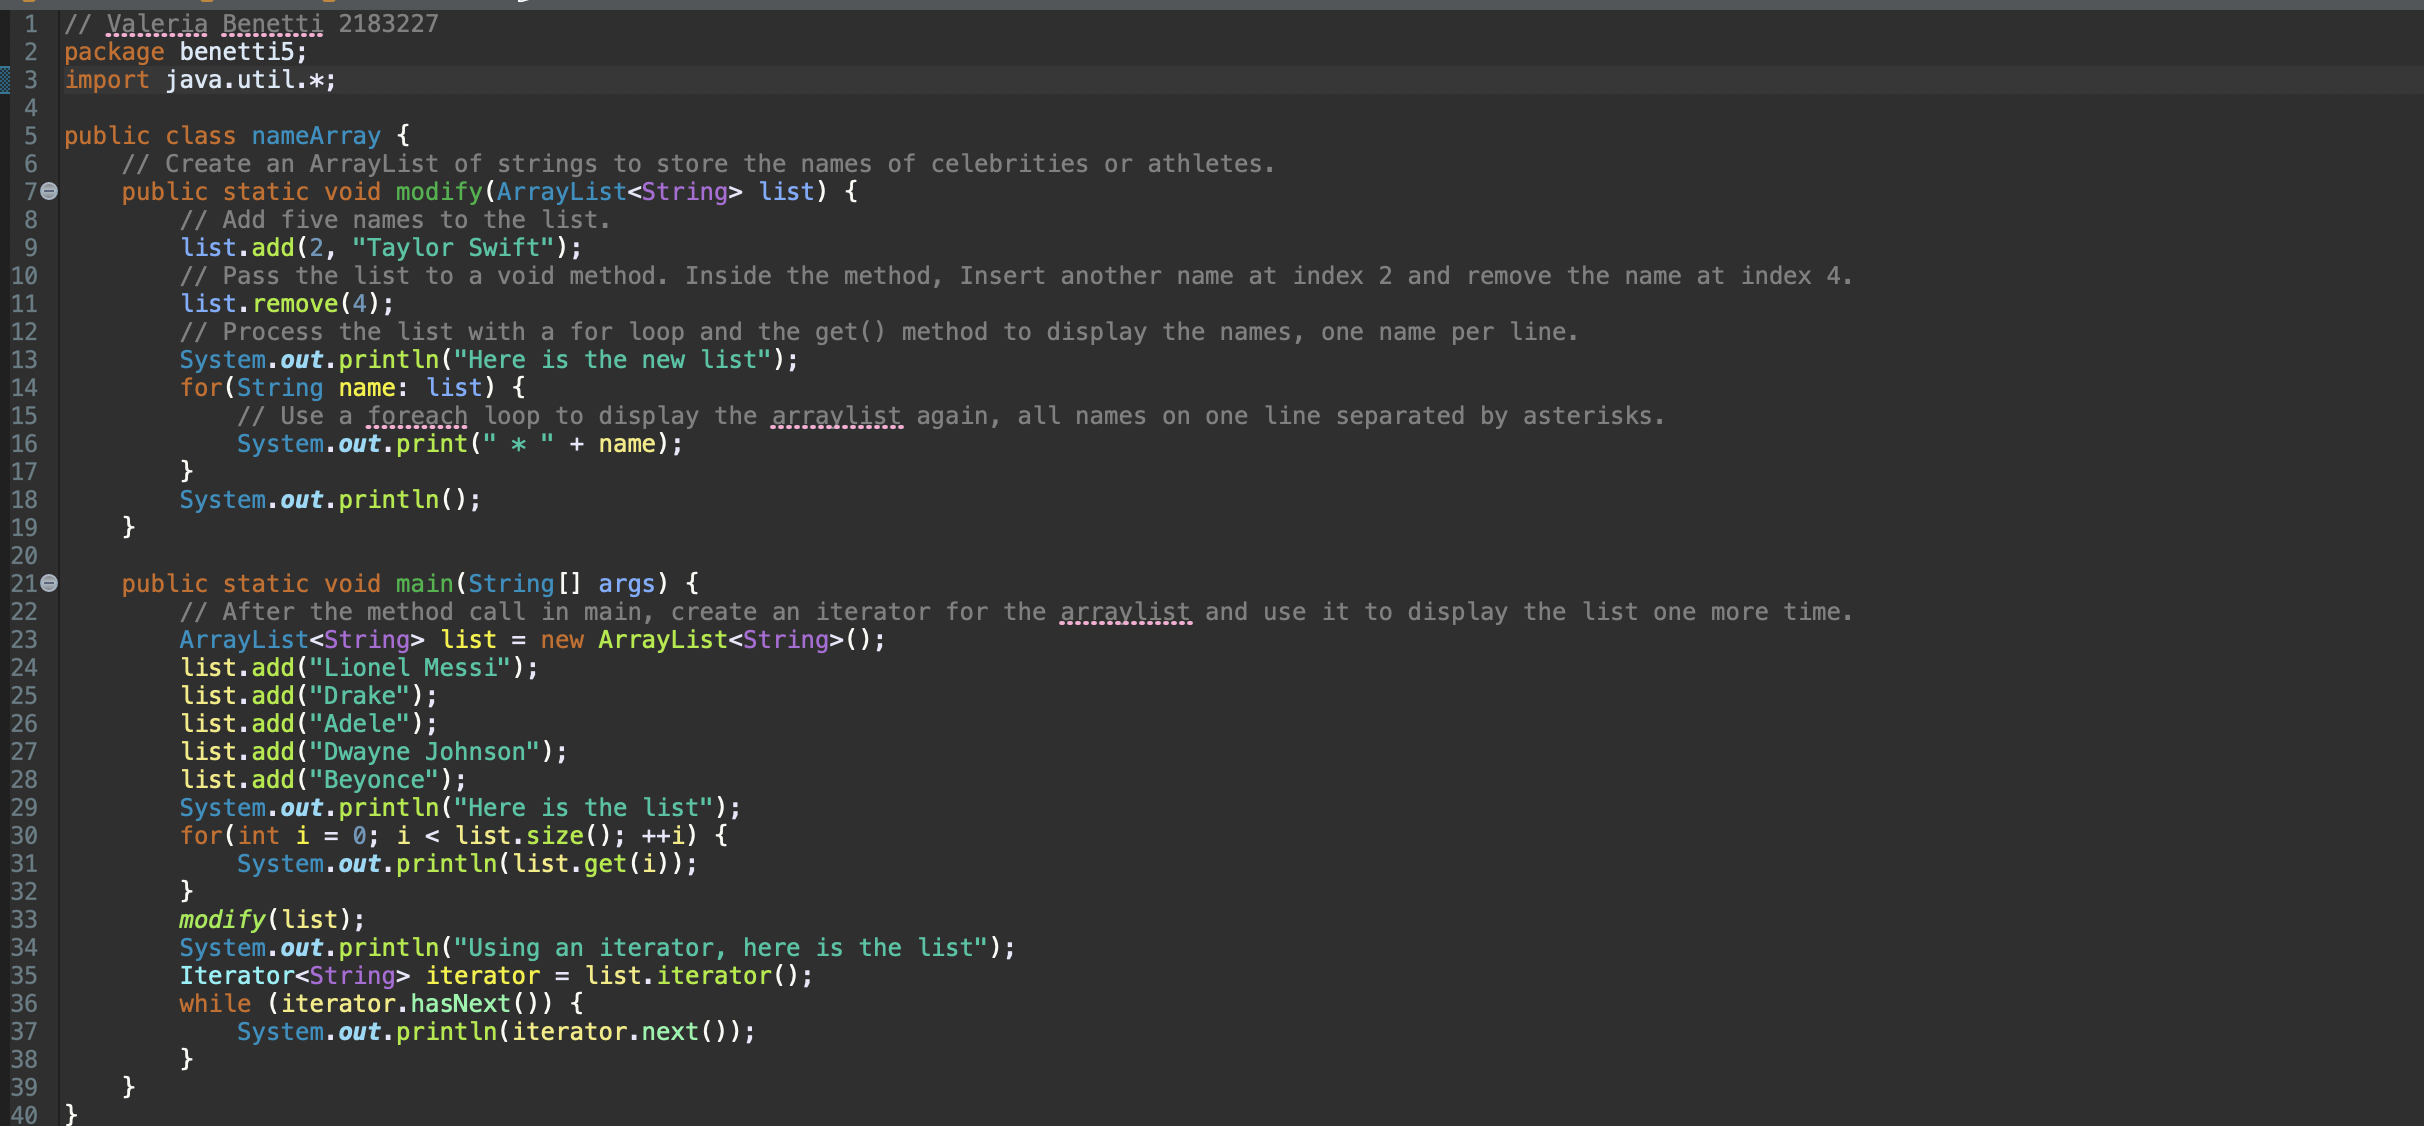 1 // Valeria Benetti 2183227
2 package benetti5;
3 import java.util.*;
4
5 public class nameArray {
6     // Create an ArrayList of strings to store the names of celebrities or athletes.
7     public static void modify(ArrayList<String> list) {
8         // Add five names to the list.
9         list.add(2, "Taylor Swift");
10         // Pass the list to a void method. Inside the method, Insert another name at index 2 and remove the name at index 4.
11         list.remove(4);
12         // Process the list with a for loop and the get() method to display the names, one name per line.
13         System.out.println("Here is the new list");
14         for(String name: list) {
15             // Use a foreach loop to display the arraylist again, all names on one line separated by asterisks.
16             System.out.print(" * " + name);
17         }
18         System.out.println();
19     }
20
21     public static void main(String[] args) {
22         // After the method call in main, create an iterator for the arraylist and use it to display the list one more time.
23         ArrayList<String> list = new ArrayList<String>();
24         list.add("Lionel Messi");
25         list.add("Drake");
26         list.add("Adele");
27         list.add("Dwayne Johnson");
28         list.add("Beyonce");
29         System.out.println("Here is the list");
30         for(int i = 0; i < list.size(); ++i) {
31             System.out.println(list.get(i));
32         }
33         modify(list);
34         System.out.println("Using an iterator, here is the list");
35         Iterator<String> iterator = list.iterator();
36         while (iterator.hasNext()) {
37             System.out.println(iterator.next());
38         }
39     }
40 }